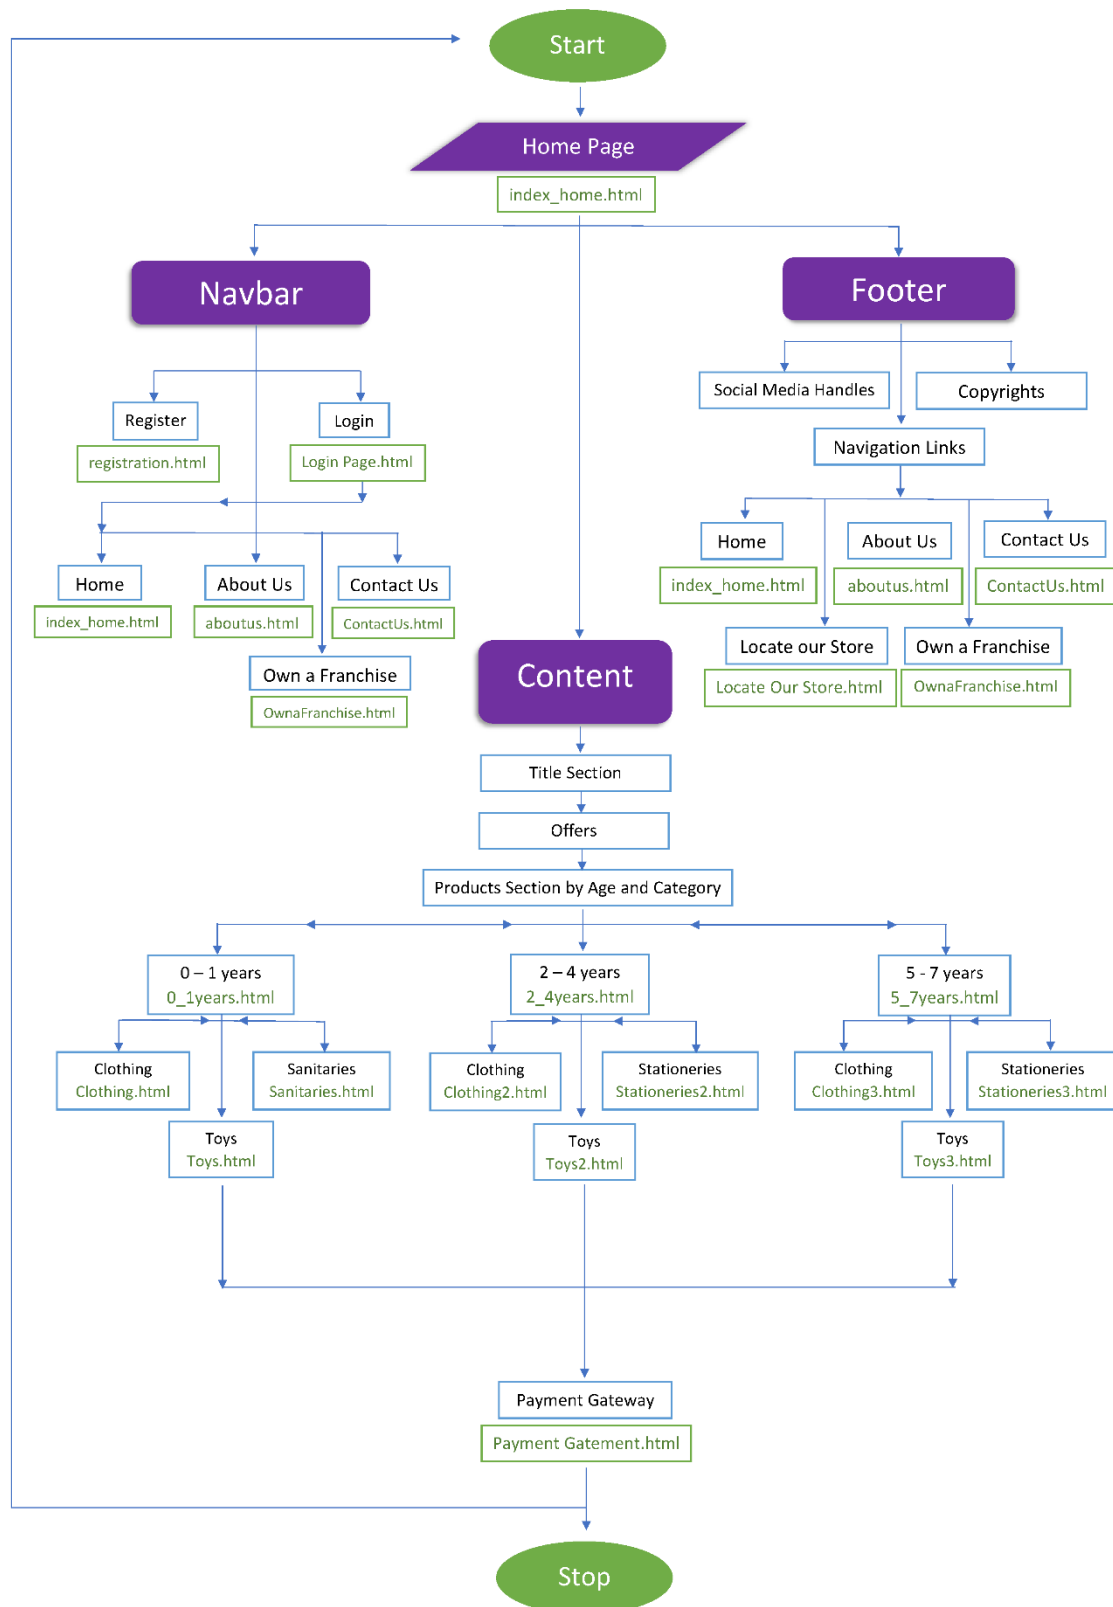 Start
Home Page
index_home.html
Navbar
Footer
Social Media Handles
Copyrights
Register
Login
registration.html
Login Page.html
Navigation Links
Home
About Us
Contact Us
index_home.html
aboutus.html
ContactUs.html
Home
About Us
Contact Us
index_home.html
aboutus.html
ContactUs.html
Locate our Store
Own a Franchise
Locate Our Store.html
OwnaFranchise.html
Own a Franchise
OwnaFranchise.html
Content
Title Section
Offers
Products Section by Age and Category
0 – 1 years
0_1years.html
2 – 4 years
2_4years.html
5 - 7 years
5_7years.html
Clothing
Clothing.html
Sanitaries
Sanitaries.html
Clothing
Clothing2.html
Stationeries
Stationeries2.html
Clothing
Clothing3.html
Stationeries
Stationeries3.html
Toys
Toys.html
Toys
Toys2.html
Toys
Toys3.html
Payment Gateway
Payment Gatement.html
Stop